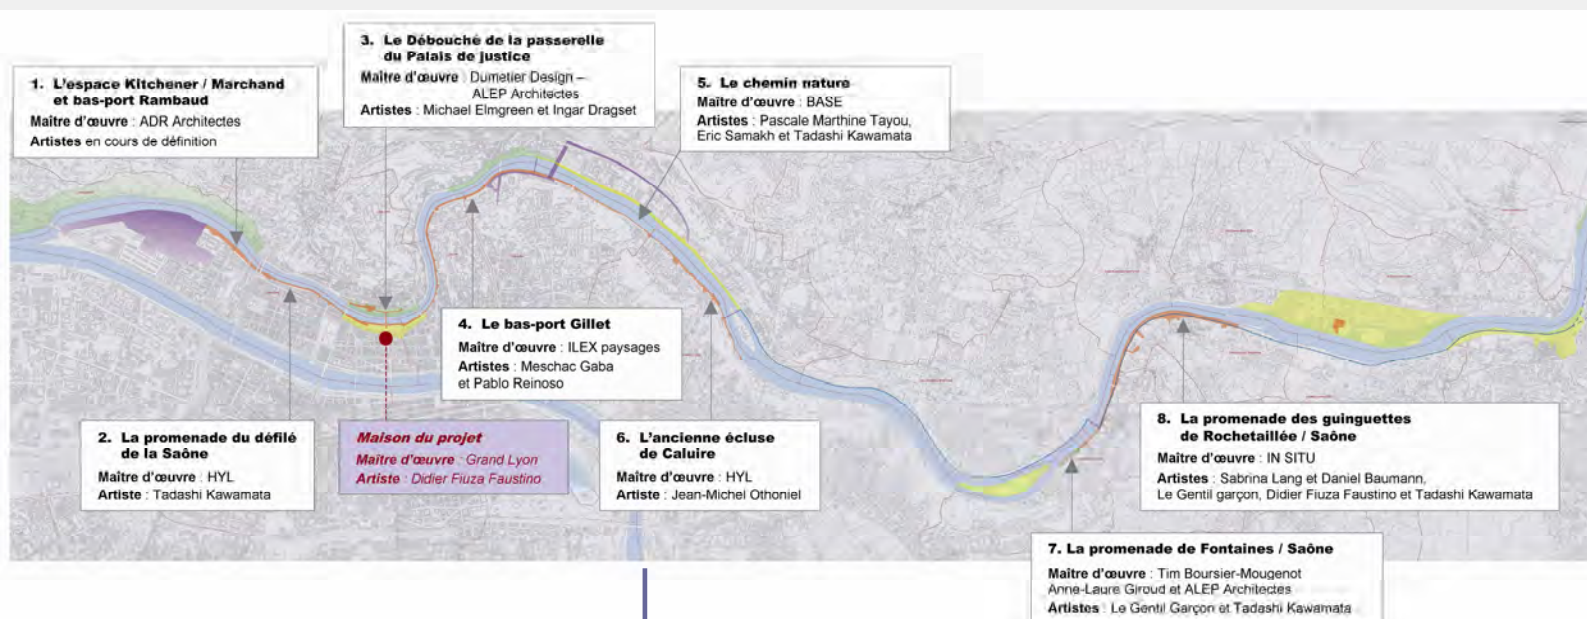 1. L'espace Kitchener / Marchand
et bas-port Rambaud
Maître d'œuvre : ADR Architectes
Artistes en cours de définition
3. Le Débouché de la passerelle
du Palais de justice
Maître d'œuvre : Dumetier Design –
ALEP Architectes
Artistes : Michael Elmgreen et Ingar Dragset
5. Le chemin nature
Maître d'œuvre : BASE
Artistes : Pascale Marthine Tayou,
Eric Samakh et Tadashi Kawamata
4. Le bas-port Gillet
Maître d'œuvre : ILEX paysages
Artistes : Meschac Gaba
et Pablo Reinoso
2. La promenade du défilé
de la Saône
Maître d'œuvre : HYL
Artiste : Tadashi Kawamata
Maison du projet
Maître d'œuvre : Grand Lyon
Artiste : Didier Fiuza Faustino
6. L'ancienne écluse
de Caluire
Maître d'œuvre : HYL
Artiste : Jean-Michel Othoniel
8. La promenade des guinguettes
de Rochetaillée / Saône
Maître d'œuvre : IN SITU
Artistes : Sabrina Lang et Daniel Baumann,
Le Gentil garçon, Didier Fiuza Faustino et Tadashi Kawamata
7. La promenade de Fontaines / Saône
Maître d'œuvre : Tim Boursier-Mougenot
Anne-Laure Giroud et ALEP Architectes
Artistes : Le Gentil Garçon et Tadashi Kawamata